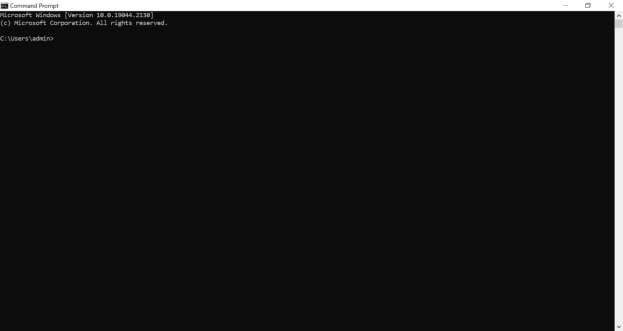 Command Prompt
Microsoft Windows [Version 10.0.19044.2130]
(c) Microsoft Corporation. All rights reserved.
C:\Users\admin>